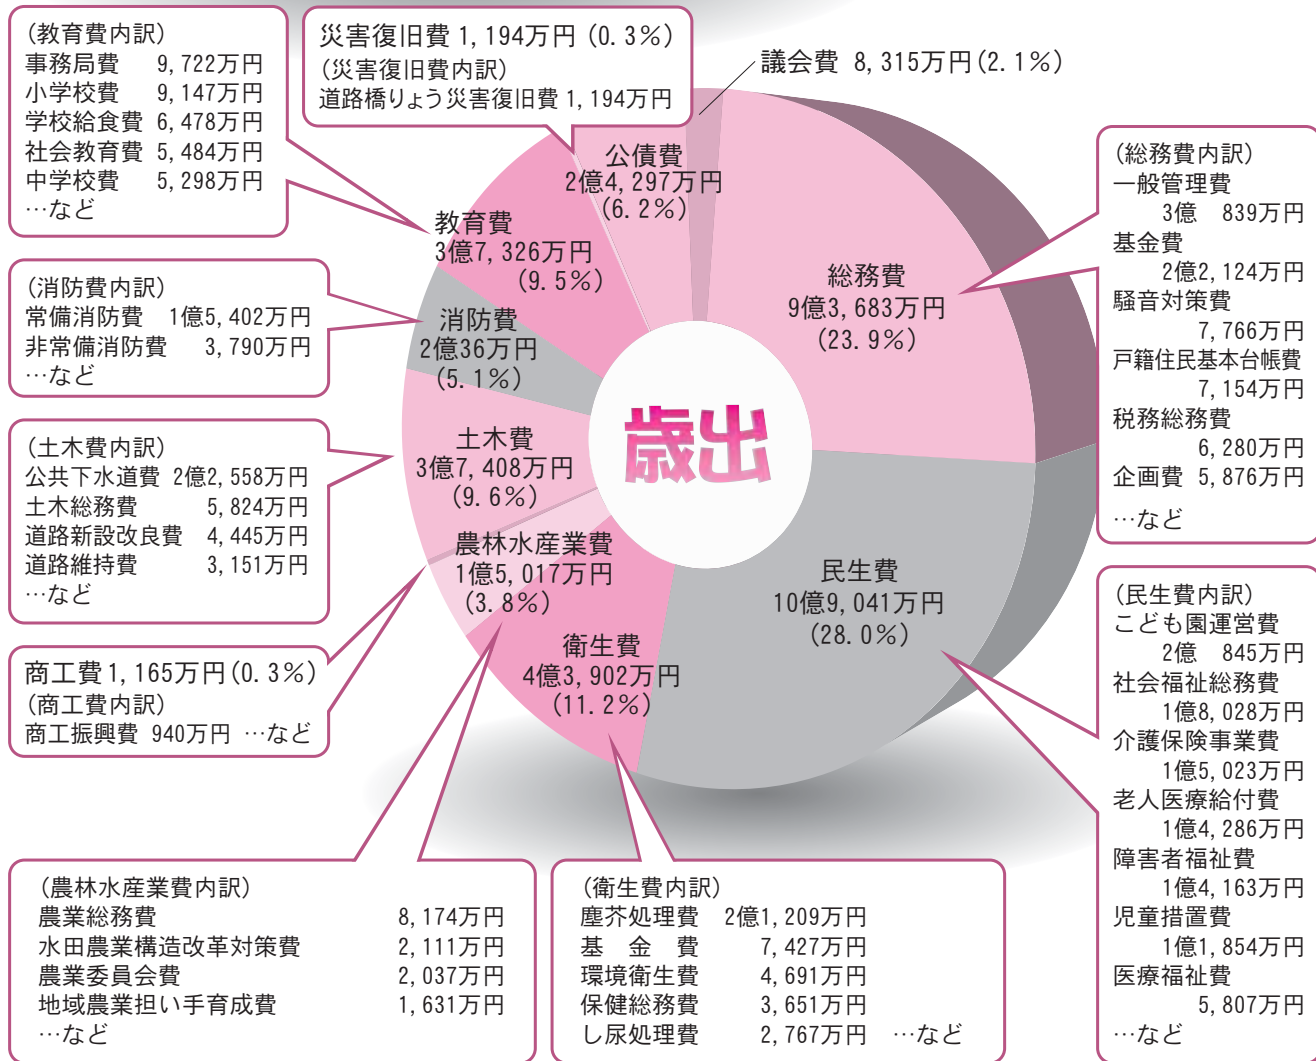 (教育費内訳)
事務局費 9,722万円
小学校費 9,147万円
学校給食費 6,478万円
社会教育費 5,484万円
中学校費 5,298万円
…など
災害復旧費 1,194万円 (0.3%)
(災害復旧費内訳)
道路橋りょう災害復旧費 1,194万円
議会費 8,315万円(2.1%)
公債費
2億4,297万円
(6.2%)
教育費
3億7,326万円
(9.5%)
総務費
9億3,683万円
(23.9%)
(総務費内訳)
一般管理費
3億 839万円
基金費
2億2,124万円
騒音対策費
7,766万円
戸籍住民基本台帳費
7,154万円
税務総務費
6,280万円
企画費 5,876万円
…など
(消防費内訳)
常備消防費 1億5,402万円
非常備消防費 3,790万円
…など
消防費
2億36万円
(5.1%)
歳出
(土木費内訳)
公共下水道費 2億2,558万円
土木総務費 5,824万円
道路新設改良費 4,445万円
道路維持費 3,151万円
…など
土木費
3億7,408万円
(9.6%)
農林水産業費
1億5,017万円
(3.8%)
民生費
10億9,041万円
(28.0%)
衛生費
4億3,902万円
(11.2%)
商工費1,165万円(0.3%)
(商工費内訳)
商工振興費 940万円 …など
(民生費内訳)
こども園運営費
2億 845万円
社会福祉総務費
1億8,028万円
介護保険事業費
1億5,023万円
老人医療給付費
1億4,286万円
障害者福祉費
1億4,163万円
児童措置費
1億1,854万円
医療福祉費
5,807万円
…など
(農林水産業費内訳)
農業総務費 8,174万円
水田農業構造改革対策費 2,111万円
農業委員会費 2,037万円
地域農業担い手育成費 1,631万円
…など
(衛生費内訳)
塵芥処理費 2億1,209万円
基 金 費 7,427万円
環境衛生費 4,691万円
保健総務費 3,651万円
し尿処理費 2,767万円 …など